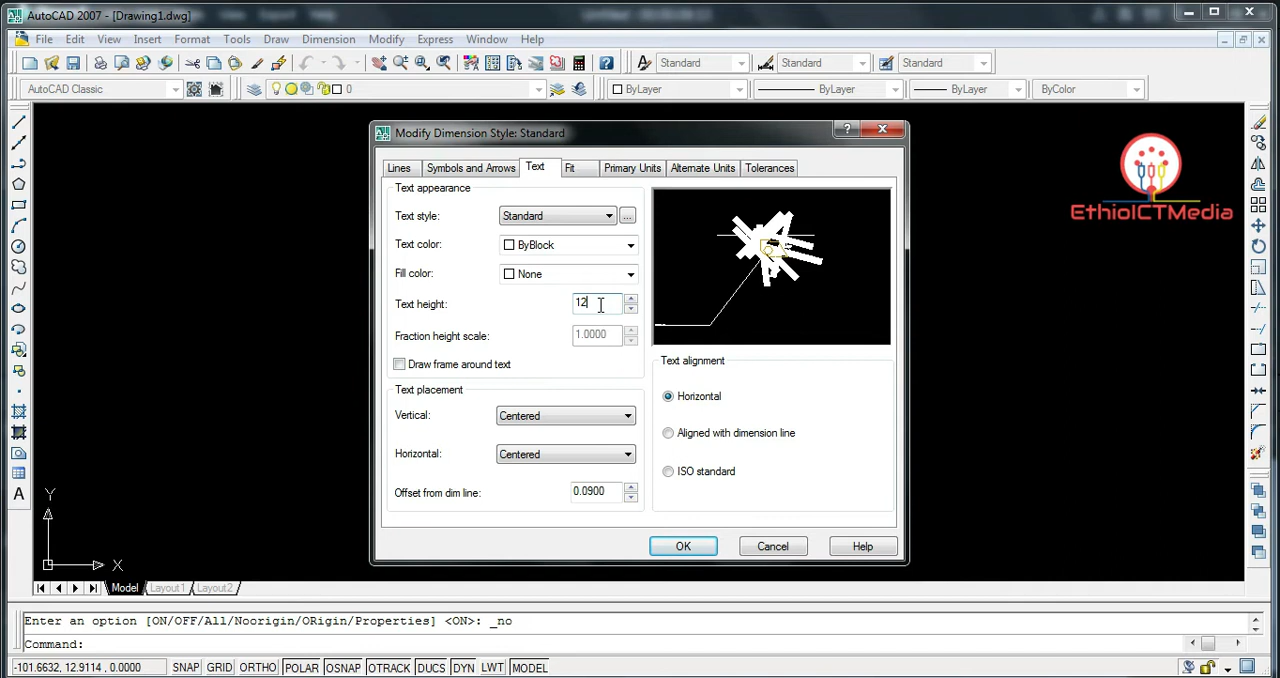 AutoCAD 2007 - [Drawing1.dwg]
File Edit View Insert Format Tools Draw Dimension Modify Express Window Help
Standard Standard Standard
AutoCAD Classic 0 ByLayer ByLayer ByLayer ByColor
Modify Dimension Style: Standard
Lines Symbols and Arrows Text Fit Primary Units Alternate Units Tolerances
Text appearance
Text style: Standard ...
Text color: ByBlock
Fill color: None
Text height: 12
Fraction height scale: 1.0000
Draw frame around text
Text placement
Vertical: Centered
Horizontal: Centered
Offset from dim line: 0.0900
Text alignment
Horizontal
Aligned with dimension line
ISO standard
OK Cancel Help
EthioICTMedia
A
Y
X
Model Layout1 Layout2
Enter an option [ON/OFF/All/Noorigin/ORigin/Properties] <ON>: _no
Command:
-101.6632, 12.9114 , 0.0000 SNAP GRID ORTHO POLAR OSNAP OTRACK DUCS DYN LWT MODEL